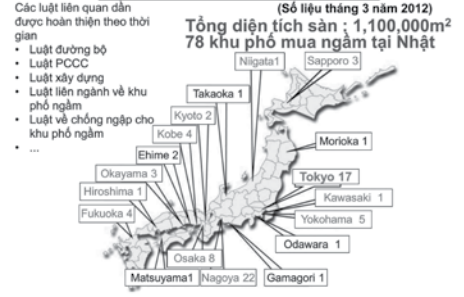 Các luật liên quan dần
được hoàn thiện theo thời
gian
• Luật đường bộ
• Luật PCCC
• Luật xây dựng
• Luật liên ngành về khu
phố ngầm
• Luật về chống ngập cho
khu phố ngầm
• ...
(Số liệu tháng 3 năm 2012)
Tổng diện tích sàn : 1,100,000m²
78 khu phố mua ngầm tại Nhật
Niigata1
Sapporo 3
Takaoka 1
Kyoto 2
Kobe 4
Ehime 2
Okayama 3
Hiroshima 1
Fukuoka 4
Morioka 1
Tokyo 17
Kawasaki 1
Yokohama 5
Odawara 1
Osaka 8
Matsuyama1
Nagoya 22
Gamagori 1